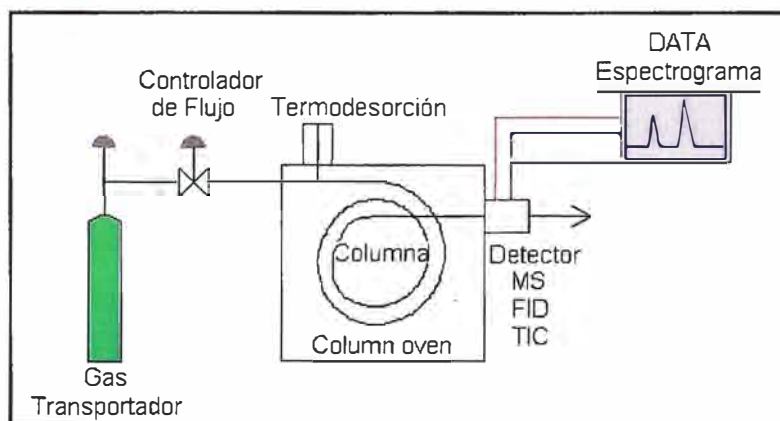 DATA
Espectrograma
Controlador
de Flujo
Termodesorción
Columna
Detector
MS
FID
TIC
Column oven
Gas
Transportador